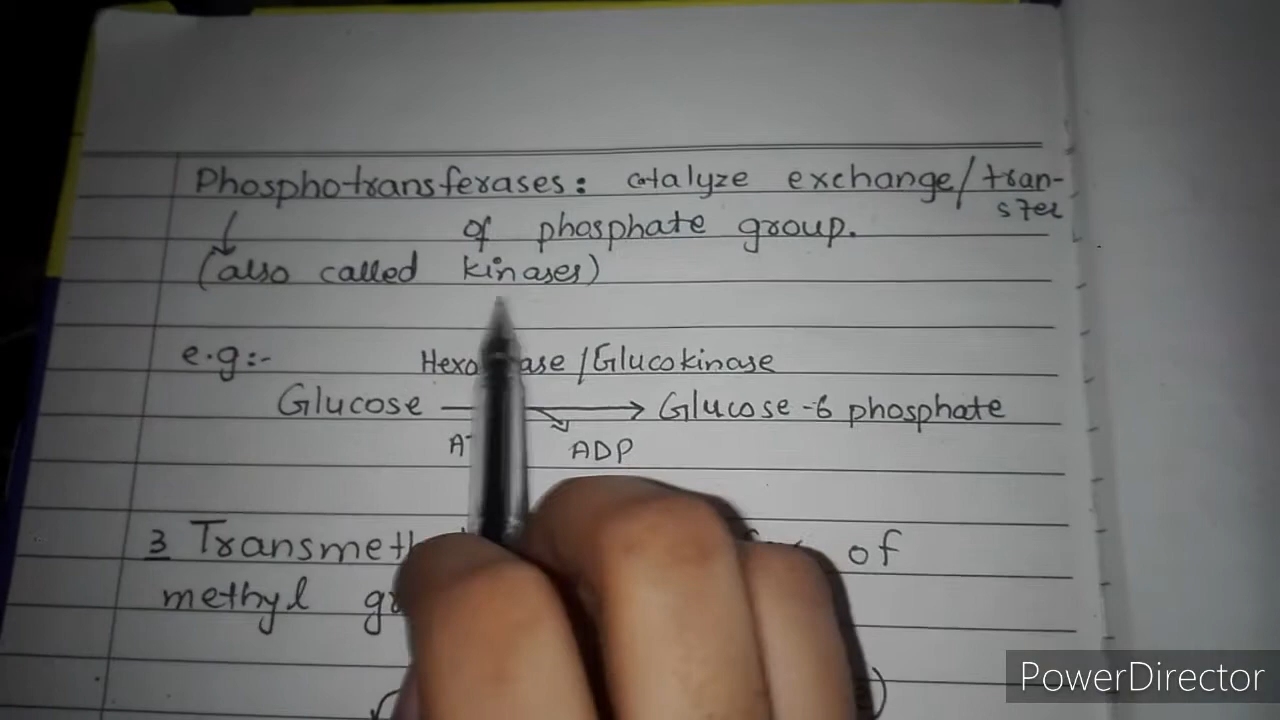 Phosphotransferases: catalyze exchange/tran-
sfer
of phosphate group.
(also called kinases)
e.g:-
/Glucokinase
Glucose → Glucose -6 phosphate
ADP
3 of
methyl
PowerDirector